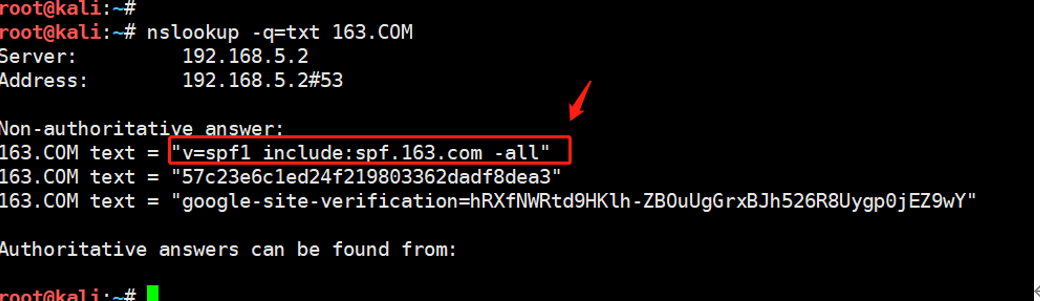 root@kali:~#
root@kali:~# nslookup -q=txt 163.COM
Server:         192.168.5.2
Address:        192.168.5.2#53
Non-authoritative answer:
163.COM text = "v=spf1 include:spf.163.com -all"
163.COM text = "57c23e6c1ed24f219803362dadf8dea3"
163.COM text = "google-site-verification=hRXfNWRtd9HKlh-ZBOuUgGrxBJh526R8Uygp0jEZ9wY"
Authoritative answers can be found from:
root@kali:~#